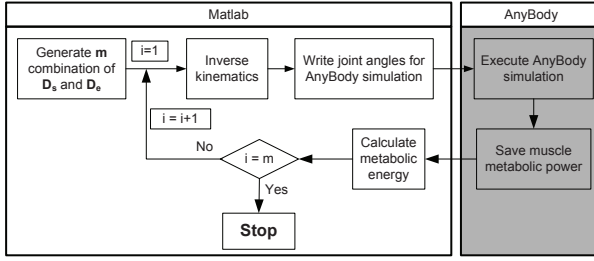 Matlab
AnyBody
Generate m
combination of
Ds and De
i=1
Inverse
kinematics
Write joint angles for
AnyBody simulation
Execute AnyBody
simulation
i = i+1
No
i = m
Yes
Calculate
metabolic
energy
Save muscle
metabolic power
Stop